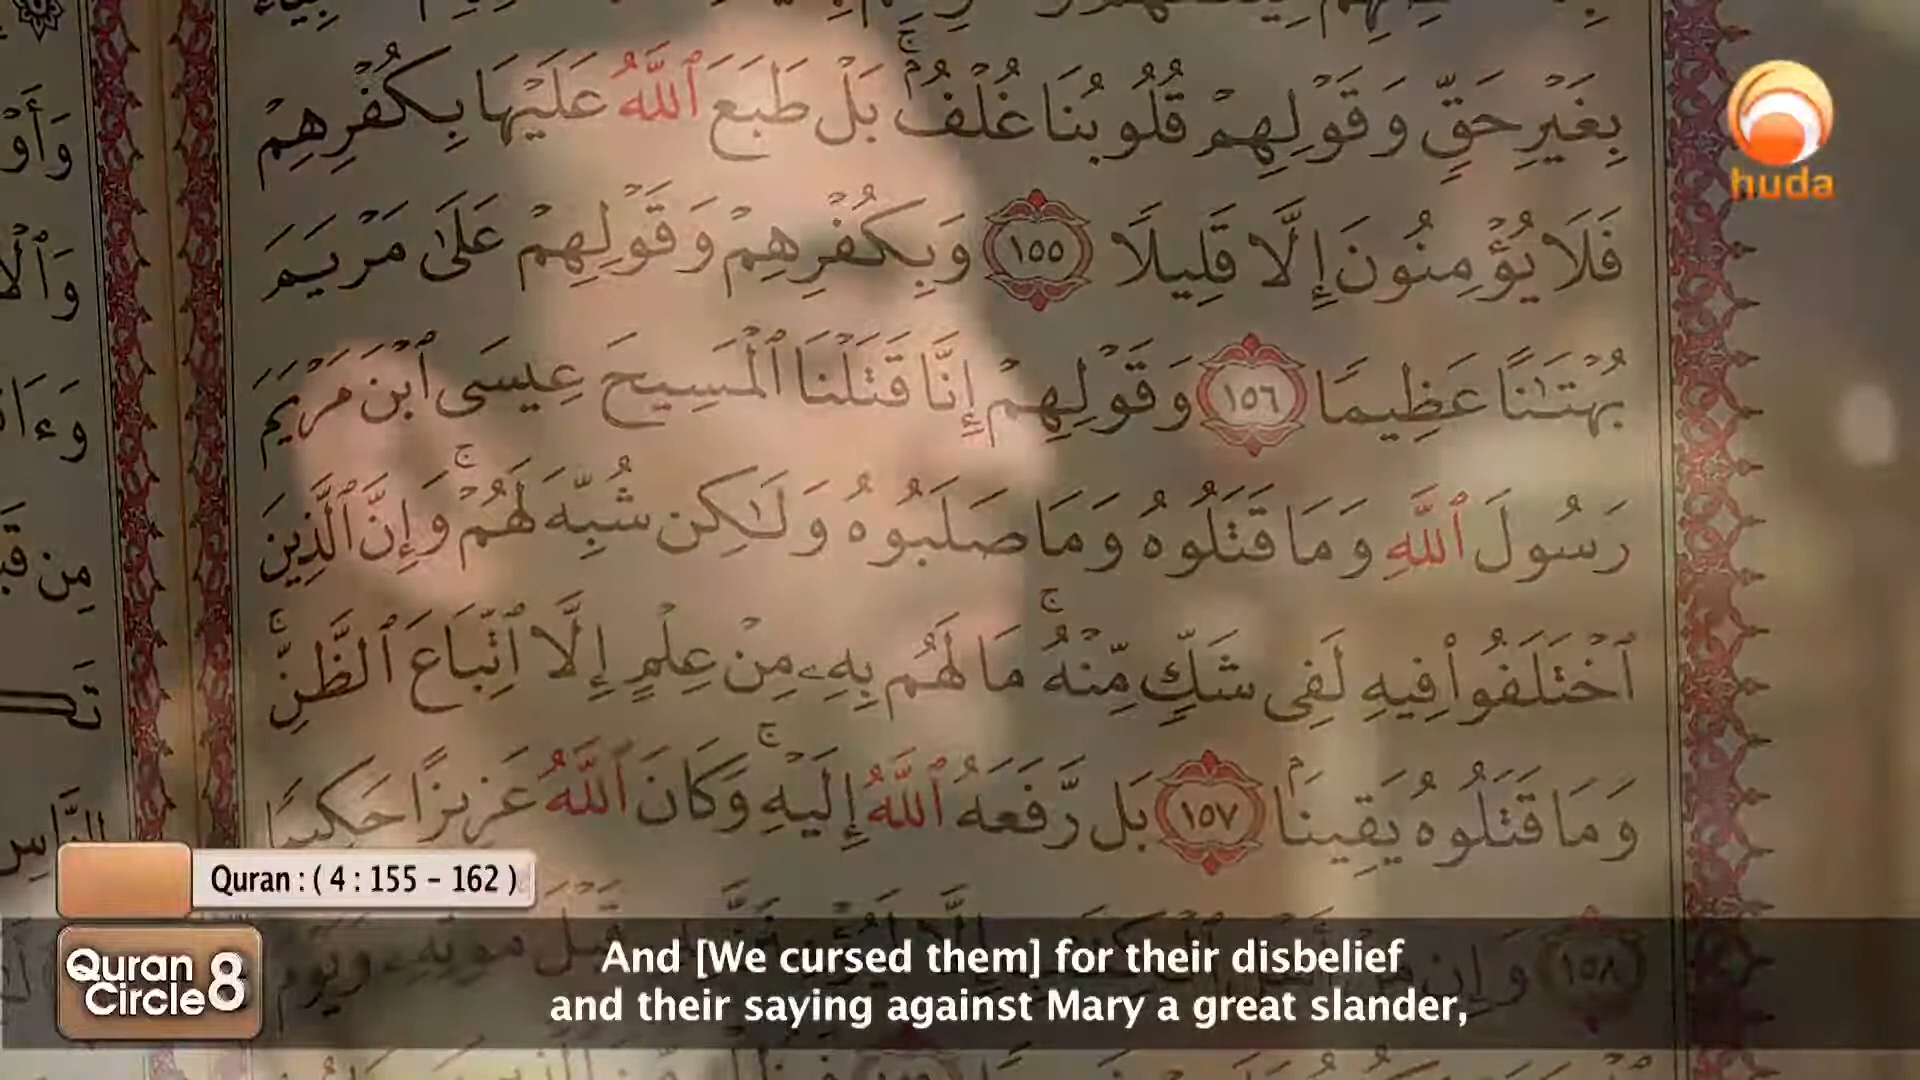 بِغَيْرِ حَقٍّ وَقَوْلِهِمْ قُلُوبُنَا غُلْفٌۢ ۚ بَلْ طَبَعَ ٱللَّهُ عَلَيْهَا بِكُفْرِهِمْ
فَلَا يُؤْمِنُونَ إِلَّا قَلِيلًا ١٥٥ وَبِكُفْرِهِمْ وَقَوْلِهِمْ عَلَىٰ مَرْيَمَ
بُهْتَـٰنًا عَظِيمًا ١٥٦ وَقَوْلِهِمْ إِنَّا قَتَلْنَا ٱلْمَسِيحَ عِيسَى ٱبْنَ مَرْيَمَ
رَسُولَ ٱللَّهِ وَمَا قَتَلُوهُ وَمَا صَلَبُوهُ وَلَـٰكِن شُبِّهَ لَهُمْ ۚ وَإِنَّ ٱلَّذِينَ
ٱخْتَلَفُوا۟ فِيهِ لَفِى شَكٍّ مِّنْهُ ۚ مَا لَهُم بِهِۦ مِنْ عِلْمٍ إِلَّا ٱتِّبَاعَ ٱلظَّنِّ ۚ
وَمَا قَتَلُوهُ يَقِينًۢا ١٥٧ بَل رَّفَعَهُ ٱللَّهُ إِلَيْهِ ۚ وَكَانَ ٱللَّهُ عَزِيزًا حَكِيمًا
huda
Quran : ( 4 : 155 – 162 )
Quran
Circle 8
And [We cursed them] for their disbelief
and their saying against Mary a great slander,